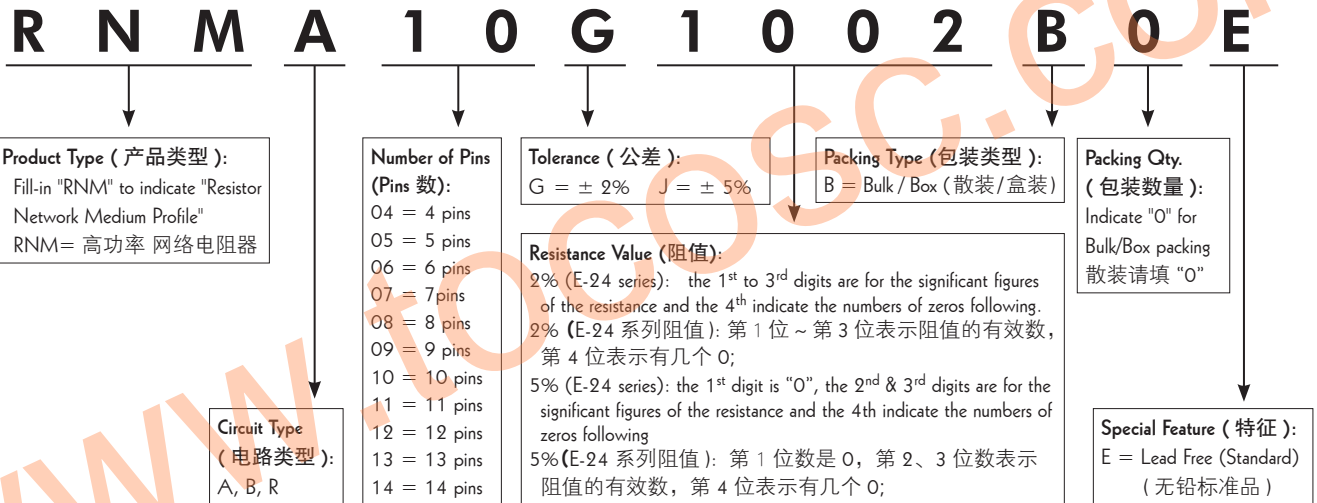 R N M A 1 0 G 1 0 0 2 B 0 E
Product Type ( 产品类型 ):
Fill-in "RNM" to indicate "Resistor
Network Medium Profile"
RNM= 高功率 网络电阻器
Circuit Type
( 电路类型 ):
A, B, R
Number of Pins
(Pins 数):
04 = 4 pins
05 = 5 pins
06 = 6 pins
07 = 7pins
08 = 8 pins
09 = 9 pins
10 = 10 pins
11 = 11 pins
12 = 12 pins
13 = 13 pins
14 = 14 pins
Tolerance ( 公差 ):
G = ± 2% J = ± 5%
Resistance Value (阻值):
2% (E-24 series): the 1st to 3rd digits are for the significant figures
of the resistance and the 4th indicate the numbers of zeros following.
2% (E-24 系列阻值 ): 第 1 位 ~ 第 3 位表示阻值的有效数，
第 4 位表示有几个 0;
5% (E-24 series): the 1st digit is “0”, the 2nd & 3rd digits are for the
significant figures of the resistance and the 4th indicate the numbers of
zeros following
5%(E-24 系列阻值 ): 第 1 位数是 0，第 2、3 位数表示
阻值的有效数，第 4 位表示有几个 0;
Packing Type (包装类型 ):
B = Bulk / Box ( 散装/盒装 )
Packing Qty.
( 包装数量 ):
Indicate "0" for
Bulk/Box packing
散装请填 “0”
Special Feature ( 特征 ):
E = Lead Free (Standard)
( 无铅标准品 )
www.tocosc.co